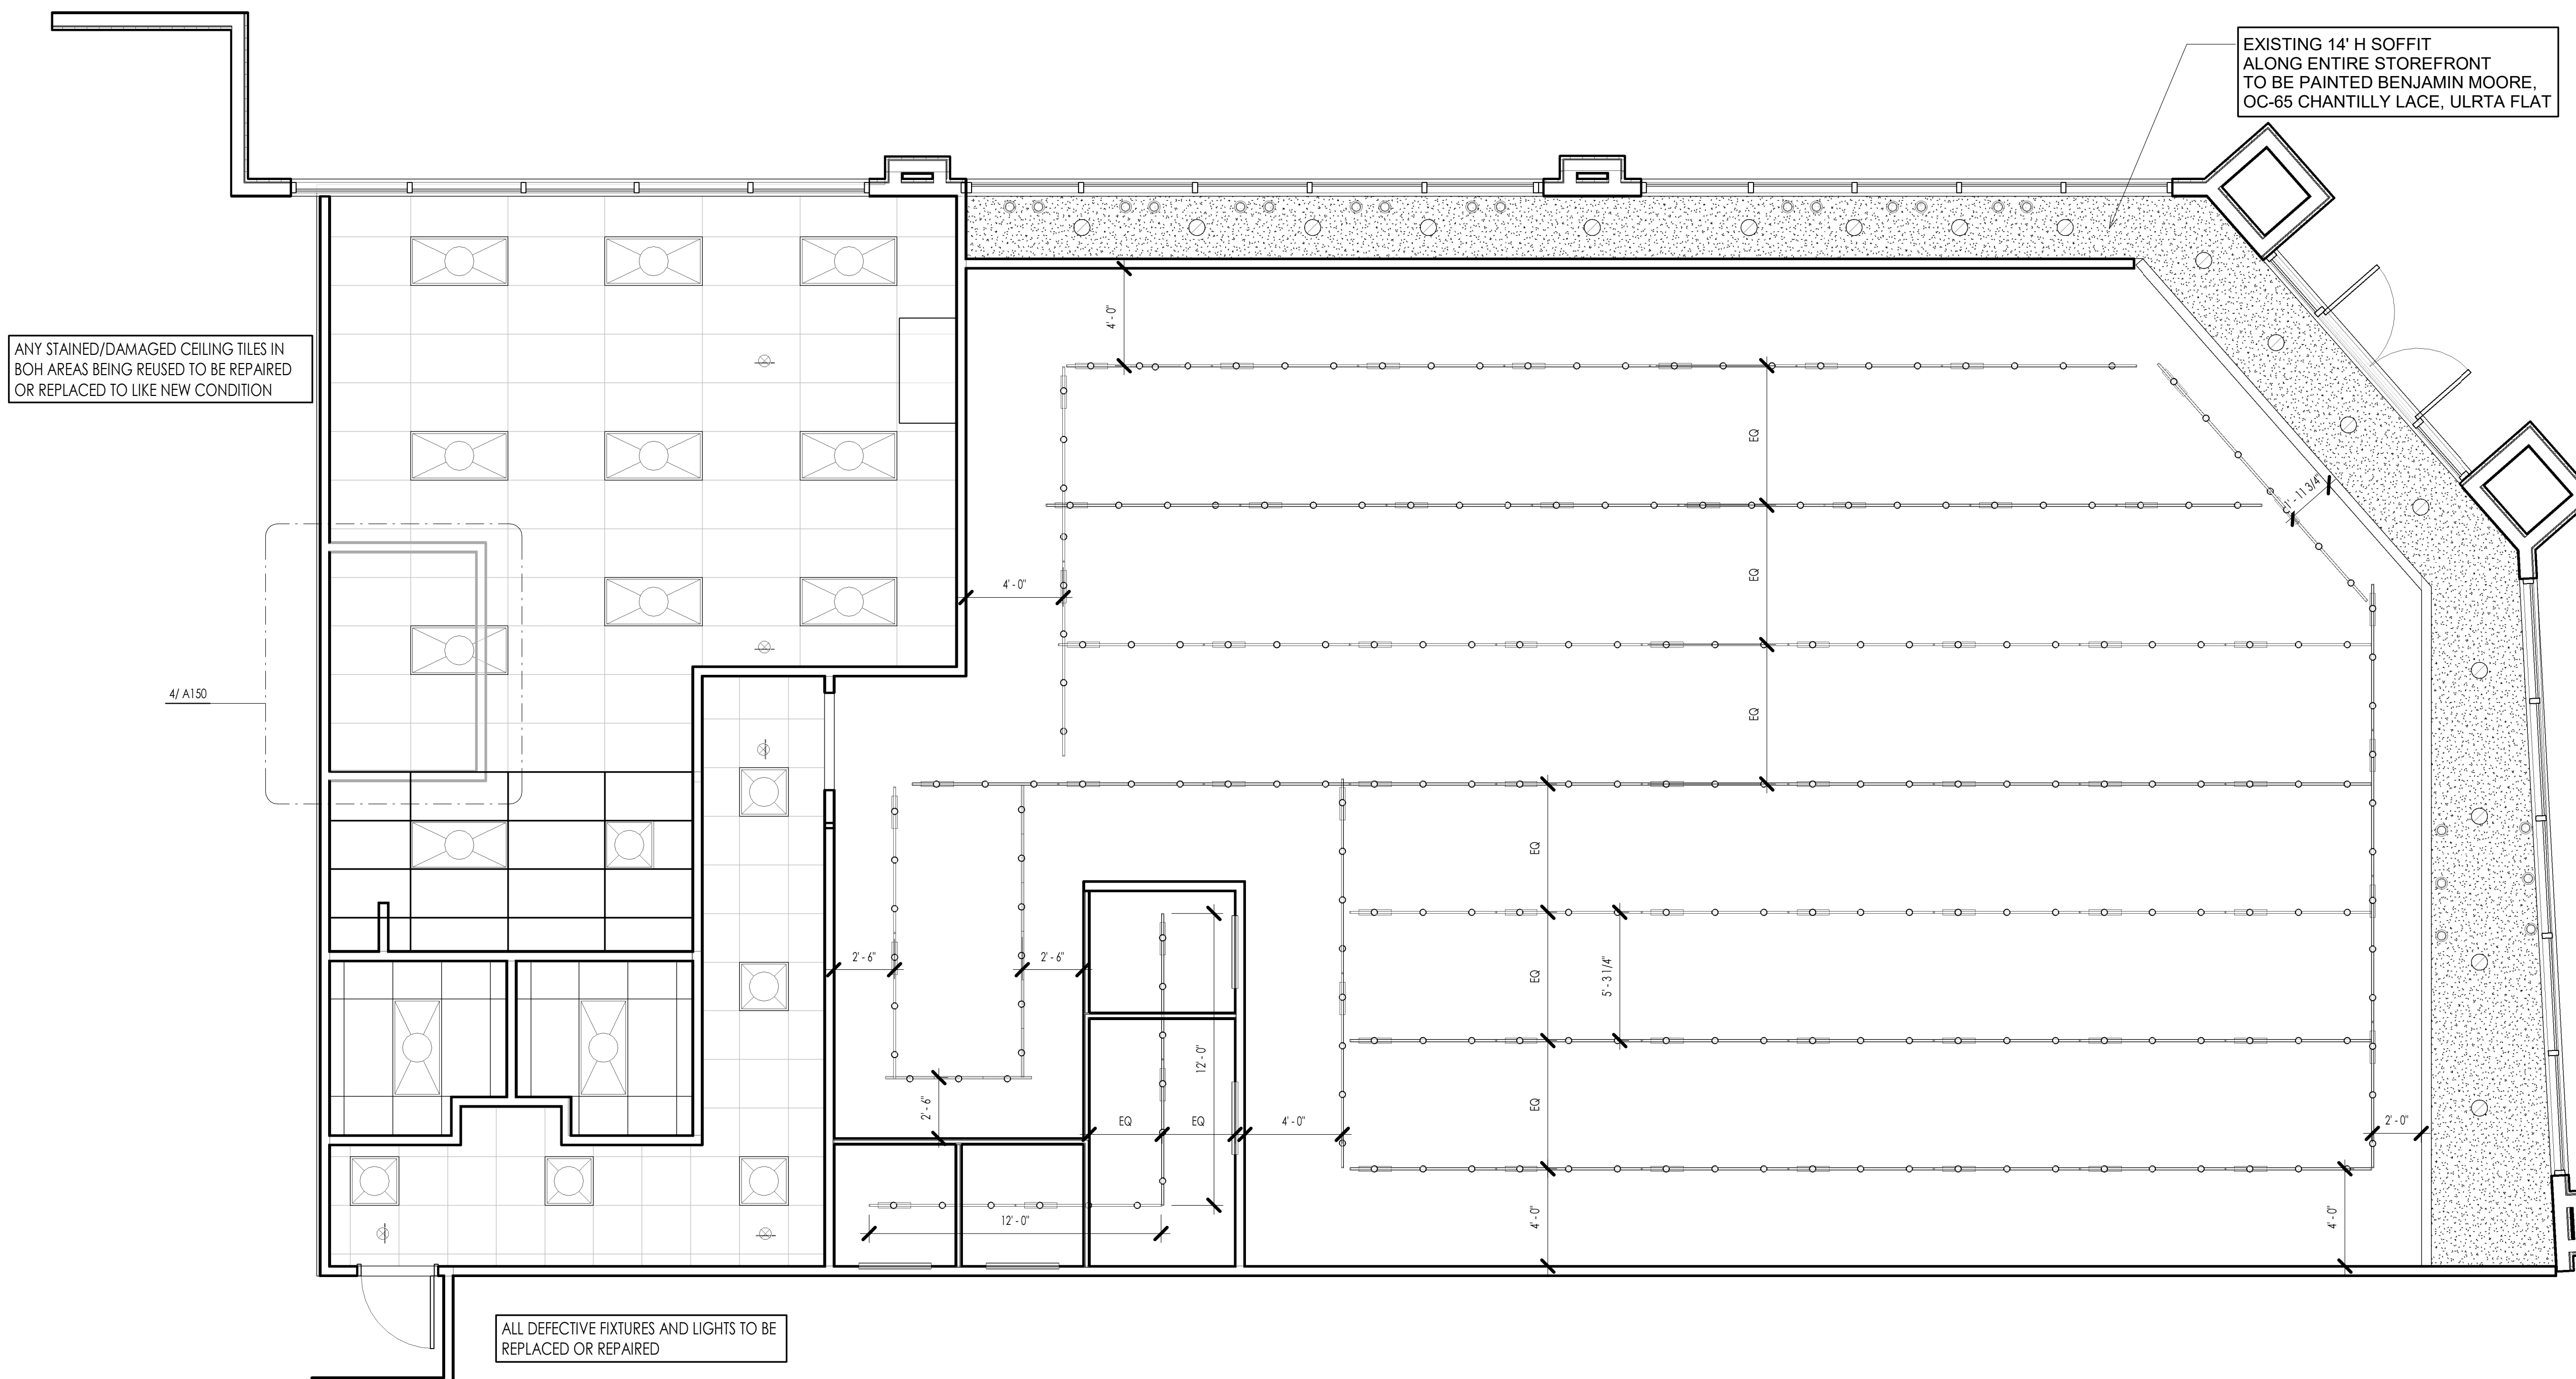 EXISTING 14' H SOFFIT
ALONG ENTIRE STOREFRONT
TO BE PAINTED BENJAMIN MOORE,
OC-65 CHANTILLY LACE, ULRTA FLAT
ANY STAINED/DAMAGED CEILING TILES IN
BOH AREAS BEING REUSED TO BE REPAIRED
OR REPLACED TO LIKE NEW CONDITION
4' - 0"
EQ
1' - 11 3/4"
4' - 0"
EQ
4/ A150
EQ
EQ
2' - 6"
2' - 6"
EQ
5' - 3 1/4"
12' - 0"
2' - 6"
EQ
EQ
EQ
4' - 0"
2' - 0"
12' - 0"
4' - 0"
4' - 0"
ALL DEFECTIVE FIXTURES AND LIGHTS TO BE
REPLACED OR REPAIRED